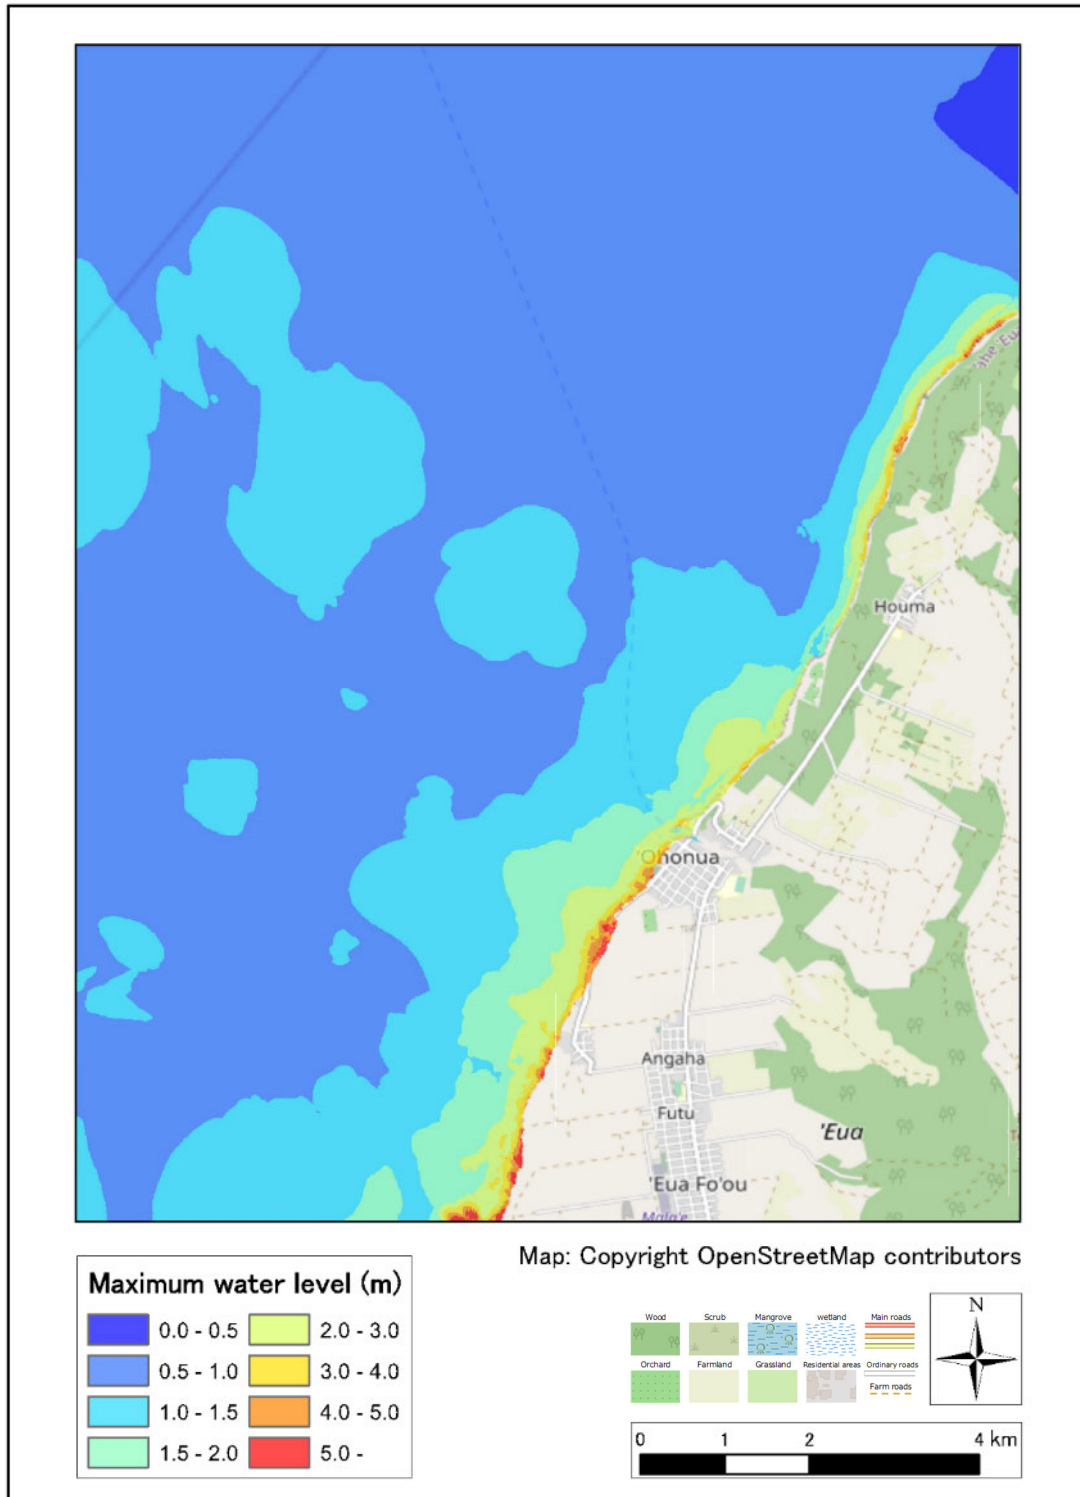 'Eu
Houma
'Ohonua
Angaha
Futu
'Eua
'Eua Fo'ou
Mala'e
Map: Copyright OpenStreetMap contributors
Maximum water level (m)
0.0 - 0.5
2.0 - 3.0
0.5 - 1.0
3.0 - 4.0
1.0 - 1.5
4.0 - 5.0
1.5 - 2.0
5.0 -
Wood
Scrub
Mangrove
wetland
Main roads
Orchard
Farmland
Grassland
Residential areas
Ordinary roads
Farm roads
N
0 1 2 4 km